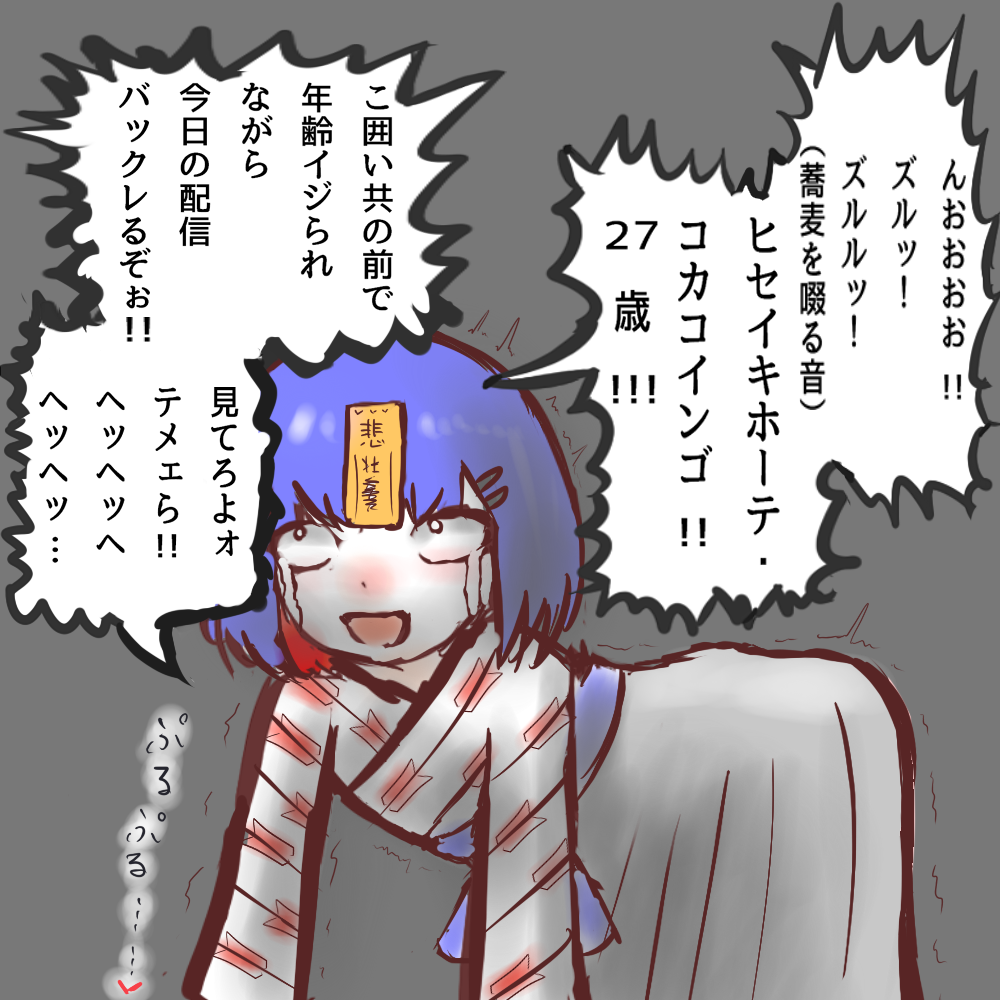 んおおおお!!
ズルッ!
ズルルッ!
(蕎麦を啜る音)
ヒセイキホーテ・
コカコインゴ!!
27歳!!!
こ囲い共の前で
年齢イジられ
ながら
今日の配信
バックレるぞぉ!!
見てろよォ
テメェら!!
ヘッヘッヘ
ヘッヘッ…
悲壮
ぷるぷる……